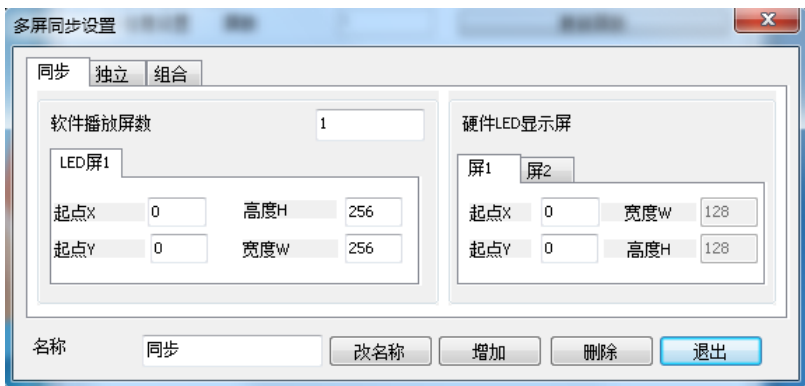 多屏同步设置
同步 独立 组合
软件播放屏数 1
LED屏1
起点X 0 高度H 256
起点Y 0 宽度W 256
硬件LED显示屏
屏1 屏2
起点X 0 宽度W 128
起点Y 0 高度H 128
名称 同步 改名称 增加 删除 退出